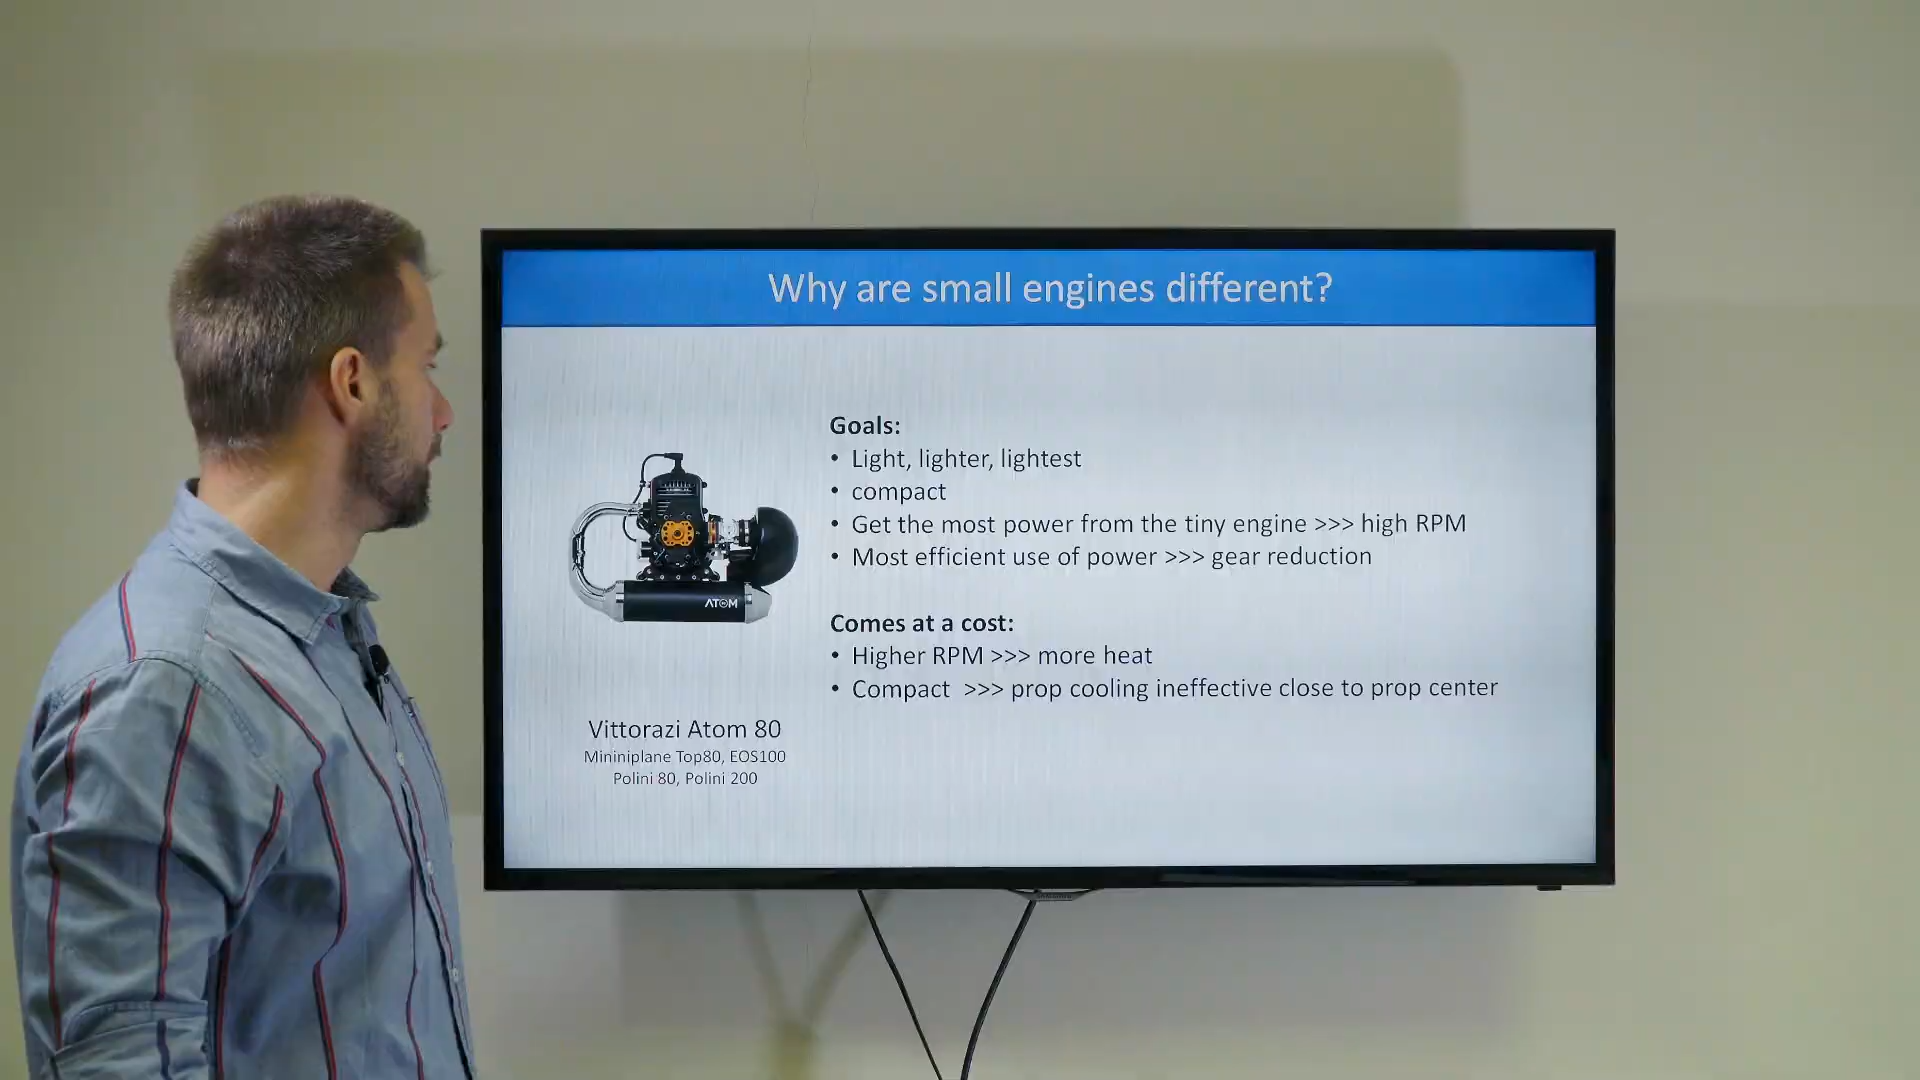 Why are small engines different?
Goals:
• Light, lighter, lightest
• compact
• Get the most power from the tiny engine >>> high RPM
• Most efficient use of power >>> gear reduction
Comes at a cost:
• Higher RPM >>> more heat
• Compact >>> prop cooling ineffective close to prop center
ATOM
Vittorazi Atom 80
Mininiplane Top80, EOS100
Polini 80, Polini 200